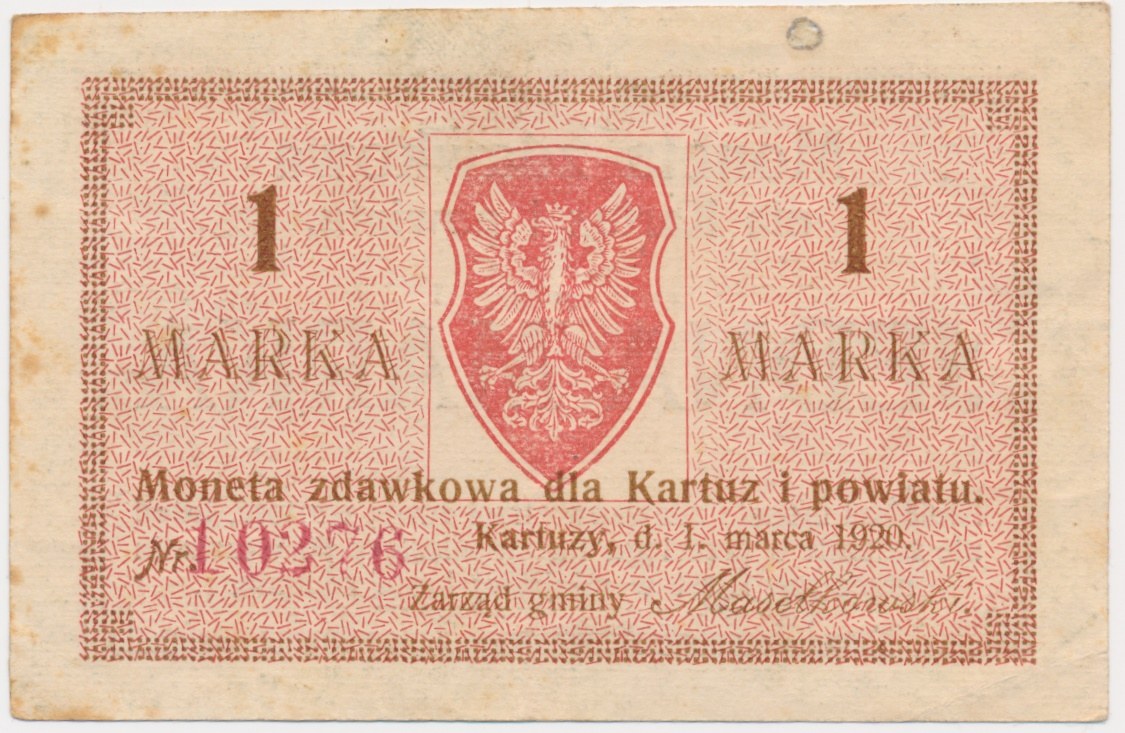 1 1
MARKA MARKA
Moneta zdawkowa dla Kartuz i powiatu.
Kartuzy, d. 1. marca 1920.
Nr. 10276
Zarząd gminy